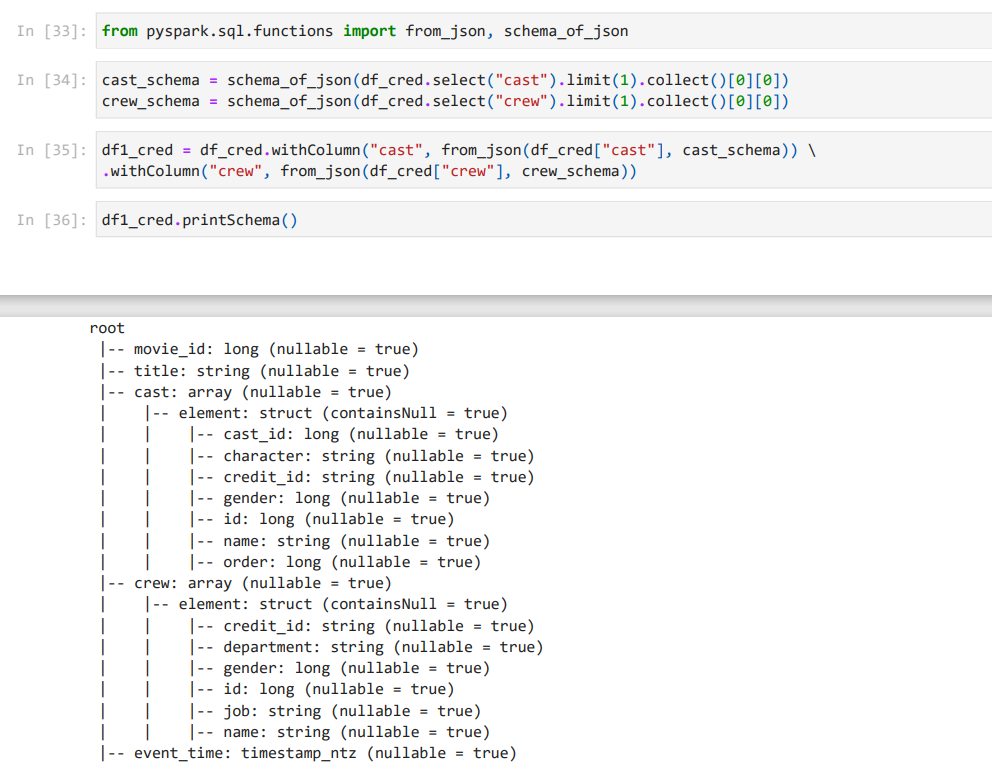 In [33]: from pyspark.sql.functions import from_json, schema_of_json
In [34]: cast_schema = schema_of_json(df_cred.select("cast").limit(1).collect()[0][0])
crew_schema = schema_of_json(df_cred.select("crew").limit(1).collect()[0][0])
In [35]: df1_cred = df_cred.withColumn("cast", from_json(df_cred["cast"], cast_schema)) \
.withColumn("crew", from_json(df_cred["crew"], crew_schema))
In [36]: df1_cred.printSchema()
root
 |-- movie_id: long (nullable = true)
 |-- title: string (nullable = true)
 |-- cast: array (nullable = true)
 |    |-- element: struct (containsNull = true)
 |    |    |-- cast_id: long (nullable = true)
 |    |    |-- character: string (nullable = true)
 |    |    |-- credit_id: string (nullable = true)
 |    |    |-- gender: long (nullable = true)
 |    |    |-- id: long (nullable = true)
 |    |    |-- name: string (nullable = true)
 |    |    |-- order: long (nullable = true)
 |-- crew: array (nullable = true)
 |    |-- element: struct (containsNull = true)
 |    |    |-- credit_id: string (nullable = true)
 |    |    |-- department: string (nullable = true)
 |    |    |-- gender: long (nullable = true)
 |    |    |-- id: long (nullable = true)
 |    |    |-- job: string (nullable = true)
 |    |    |-- name: string (nullable = true)
 |-- event_time: timestamp_ntz (nullable = true)